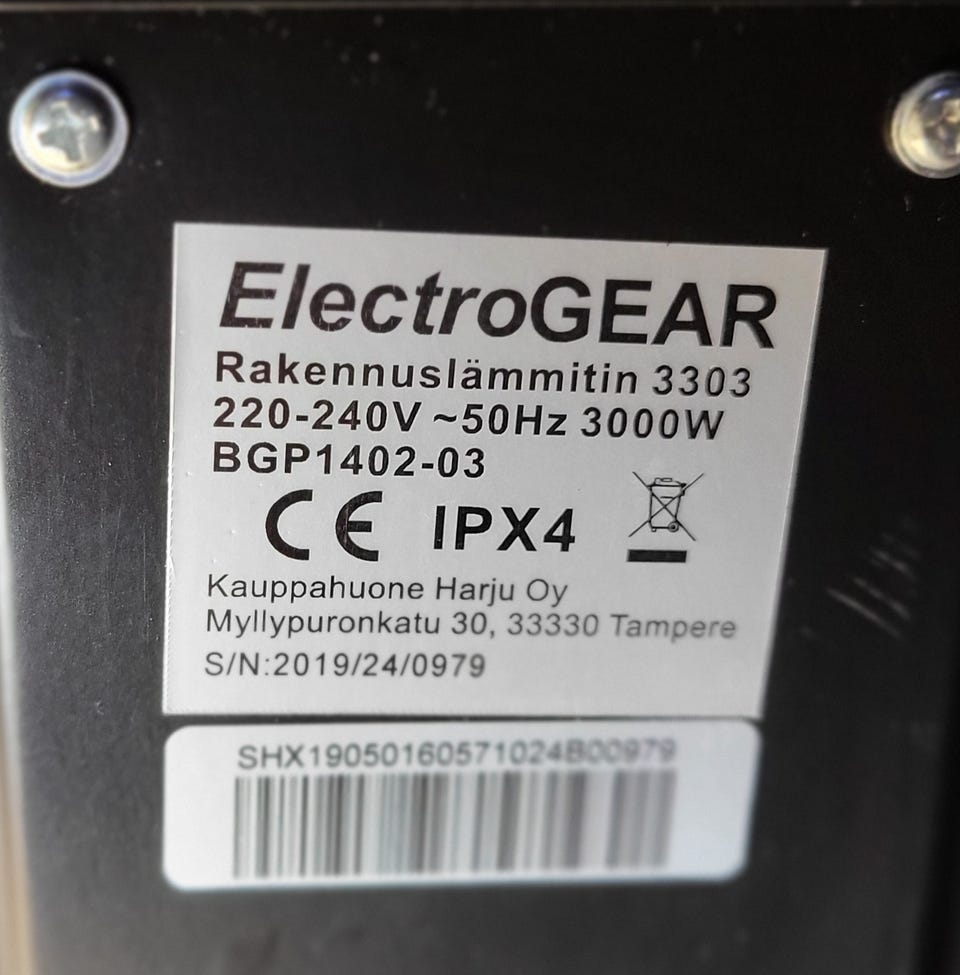 ElectroGEAR
Rakennuslämmitin 3303
220-240V ~50Hz 3000W
BGP1402-03
CE IPX4
Kauppahuone Harju Oy
Myllypuronkatu 30, 33330 Tampere
S/N:2019/24/0979
SHX19050160571024B00979